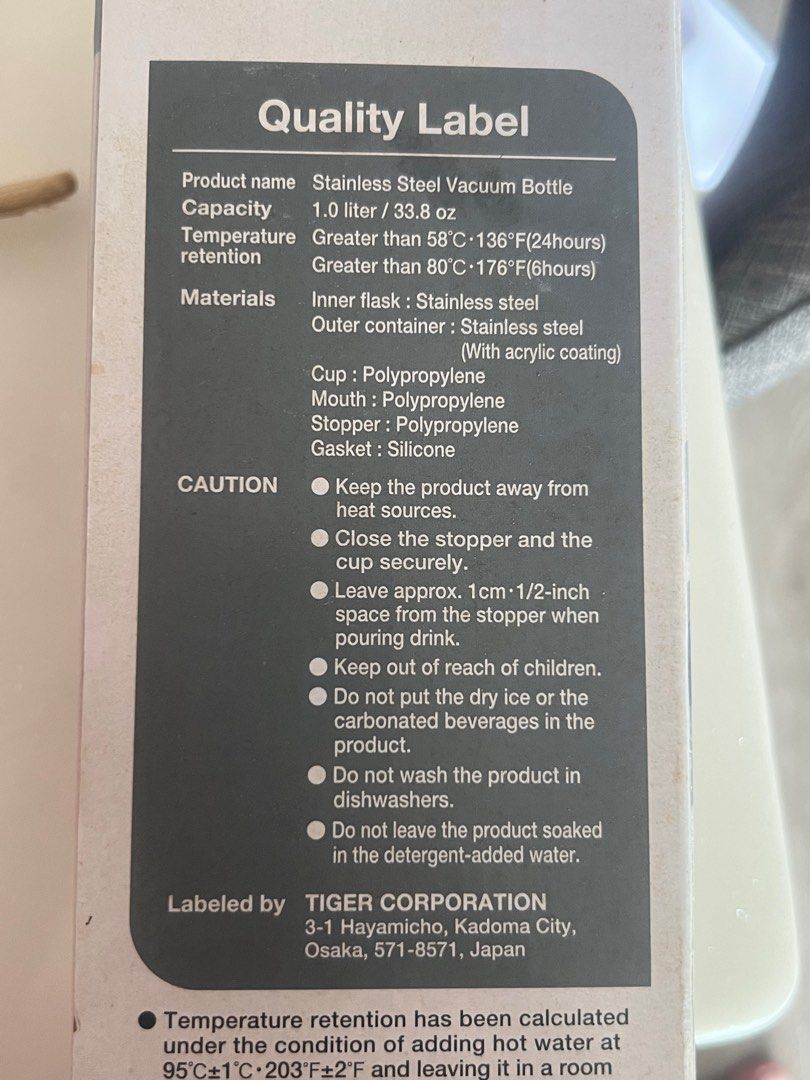 Quality Label
Product name Stainless Steel Vacuum Bottle
Capacity 1.0 liter / 33.8 oz
Temperature retention Greater than 58℃・136°F(24hours)
Greater than 80℃・176°F(6hours)
Materials Inner flask : Stainless steel
Outer container : Stainless steel
(With acrylic coating)
Cup : Polypropylene
Mouth : Polypropylene
Stopper : Polypropylene
Gasket : Silicone
CAUTION ● Keep the product away from
heat sources.
● Close the stopper and the
cup securely.
● Leave approx. 1cm・1/2-inch
space from the stopper when
pouring drink.
● Keep out of reach of children.
● Do not put the dry ice or the
carbonated beverages in the
product.
● Do not wash the product in
dishwashers.
● Do not leave the product soaked
in the detergent-added water.
Labeled by TIGER CORPORATION
3-1 Hayamicho, Kadoma City,
Osaka, 571-8571, Japan
● Temperature retention has been calculated
under the condition of adding hot water at
95℃±1℃・203°F±2°F and leaving it in a room